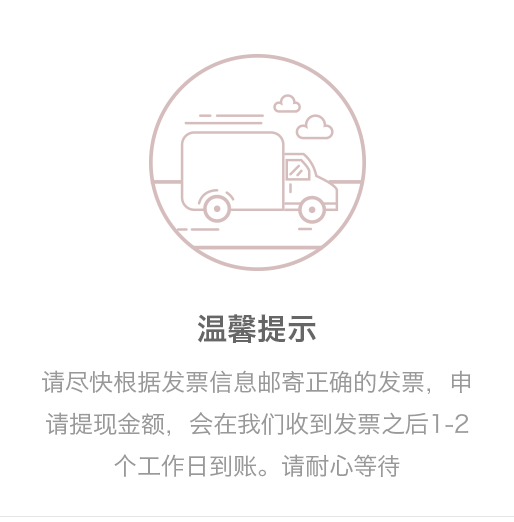 温馨提示
请尽快根据发票信息邮寄正确的发票，申
请提现金额，会在我们收到发票之后1-2
个工作日到账。请耐心等待